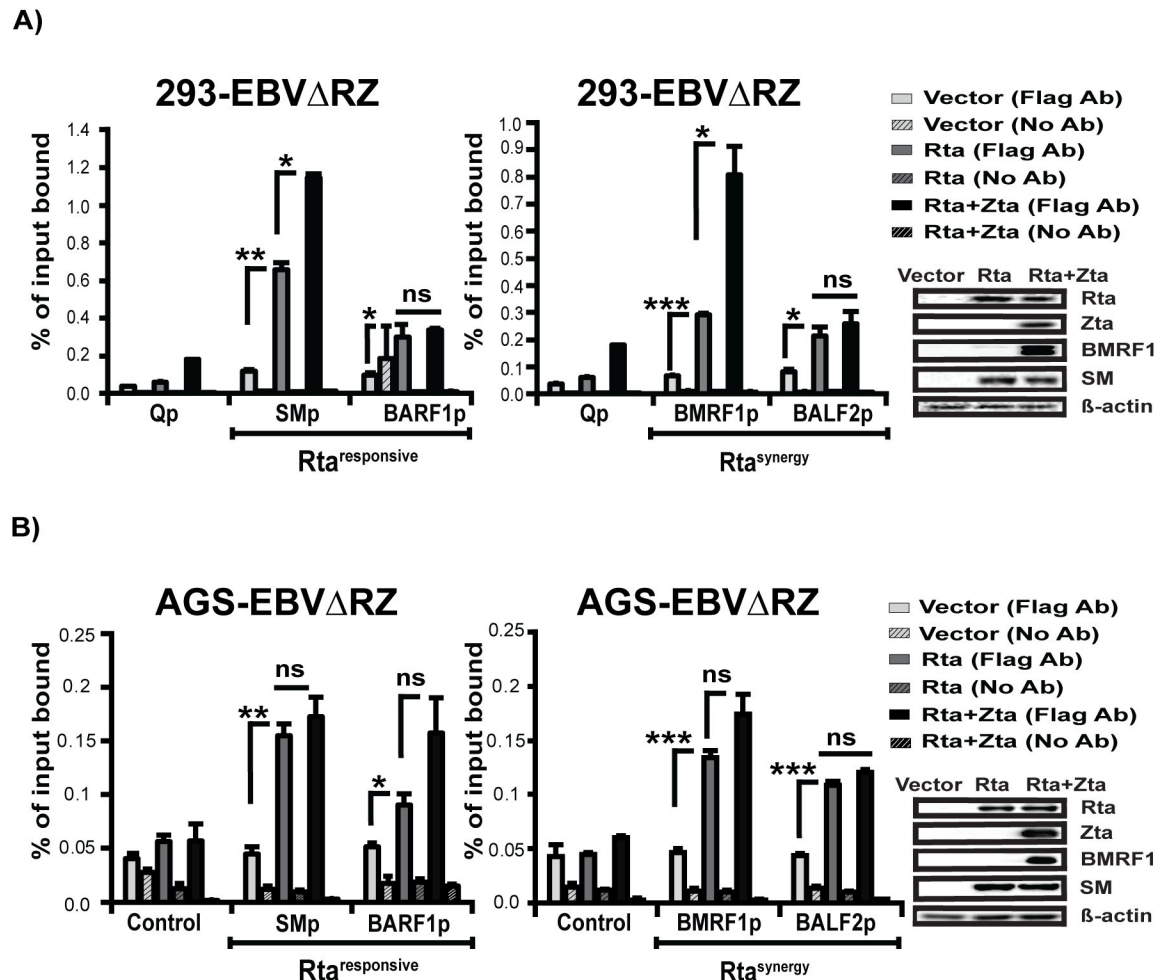 A)
293-EBVΔRZ
% of input bound
1.4
1.2
1.0
0.8
0.6
0.4
0.2
0.0
**
*
*
ns
Qp
SMp
BARF1p
Rta^responsive
293-EBVΔRZ
% of input bound
1.0
0.9
0.8
0.7
0.6
0.5
0.4
0.3
0.2
0.1
0.0
***
*
*
ns
Qp
BMRF1p
BALF2p
Rta^synergy
Vector (Flag Ab)
Vector (No Ab)
Rta (Flag Ab)
Rta (No Ab)
Rta+Zta (Flag Ab)
Rta+Zta (No Ab)
Vector Rta Rta+Zta
Rta
Zta
BMRF1
SM
ß-actin
B)
AGS-EBVΔRZ
% of input bound
0.25
0.2
0.15
0.1
0.05
0.0
**
ns
*
ns
Control
SMp
BARF1p
Rta^responsive
AGS-EBVΔRZ
% of input bound
0.25
0.2
0.15
0.1
0.05
0.0
***
ns
***
ns
Control
BMRF1p
BALF2p
Rta^synergy
Vector (Flag Ab)
Vector (No Ab)
Rta (Flag Ab)
Rta (No Ab)
Rta+Zta (Flag Ab)
Rta+Zta (No Ab)
Vector Rta Rta+Zta
Rta
Zta
BMRF1
SM
ß-actin